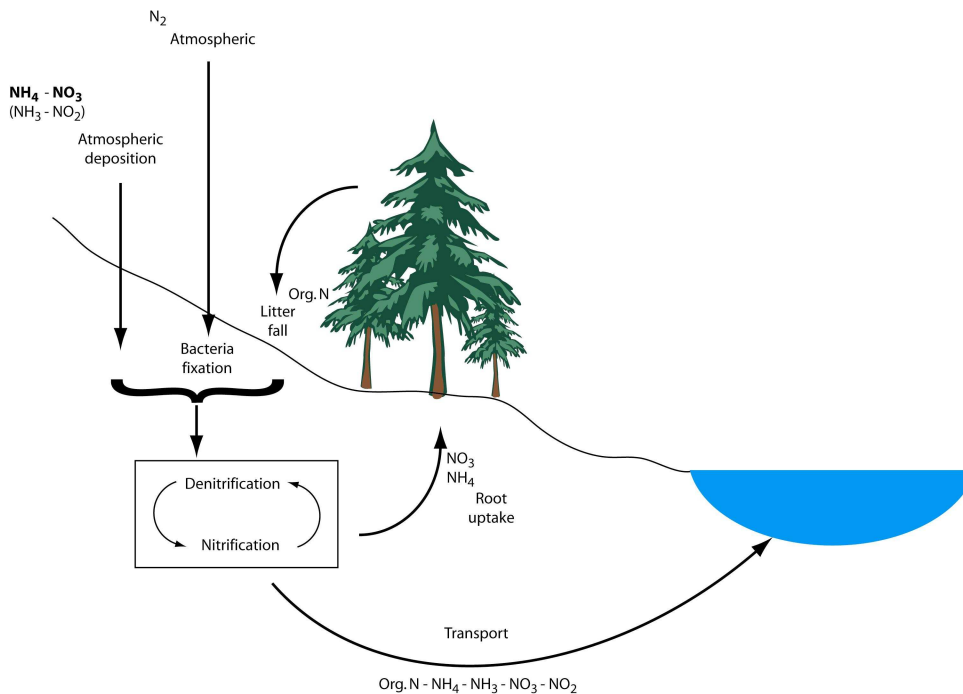 N₂
Atmospheric
NH₄ - NO₃
(NH₃ - NO₂)
Atmospheric
deposition
Org. N
Litter
fall
Bacteria
fixation
Denitrification
Nitrification
NO₃
NH₄
Root
uptake
Transport
Org. N - NH₄ - NH₃ - NO₃ - NO₂